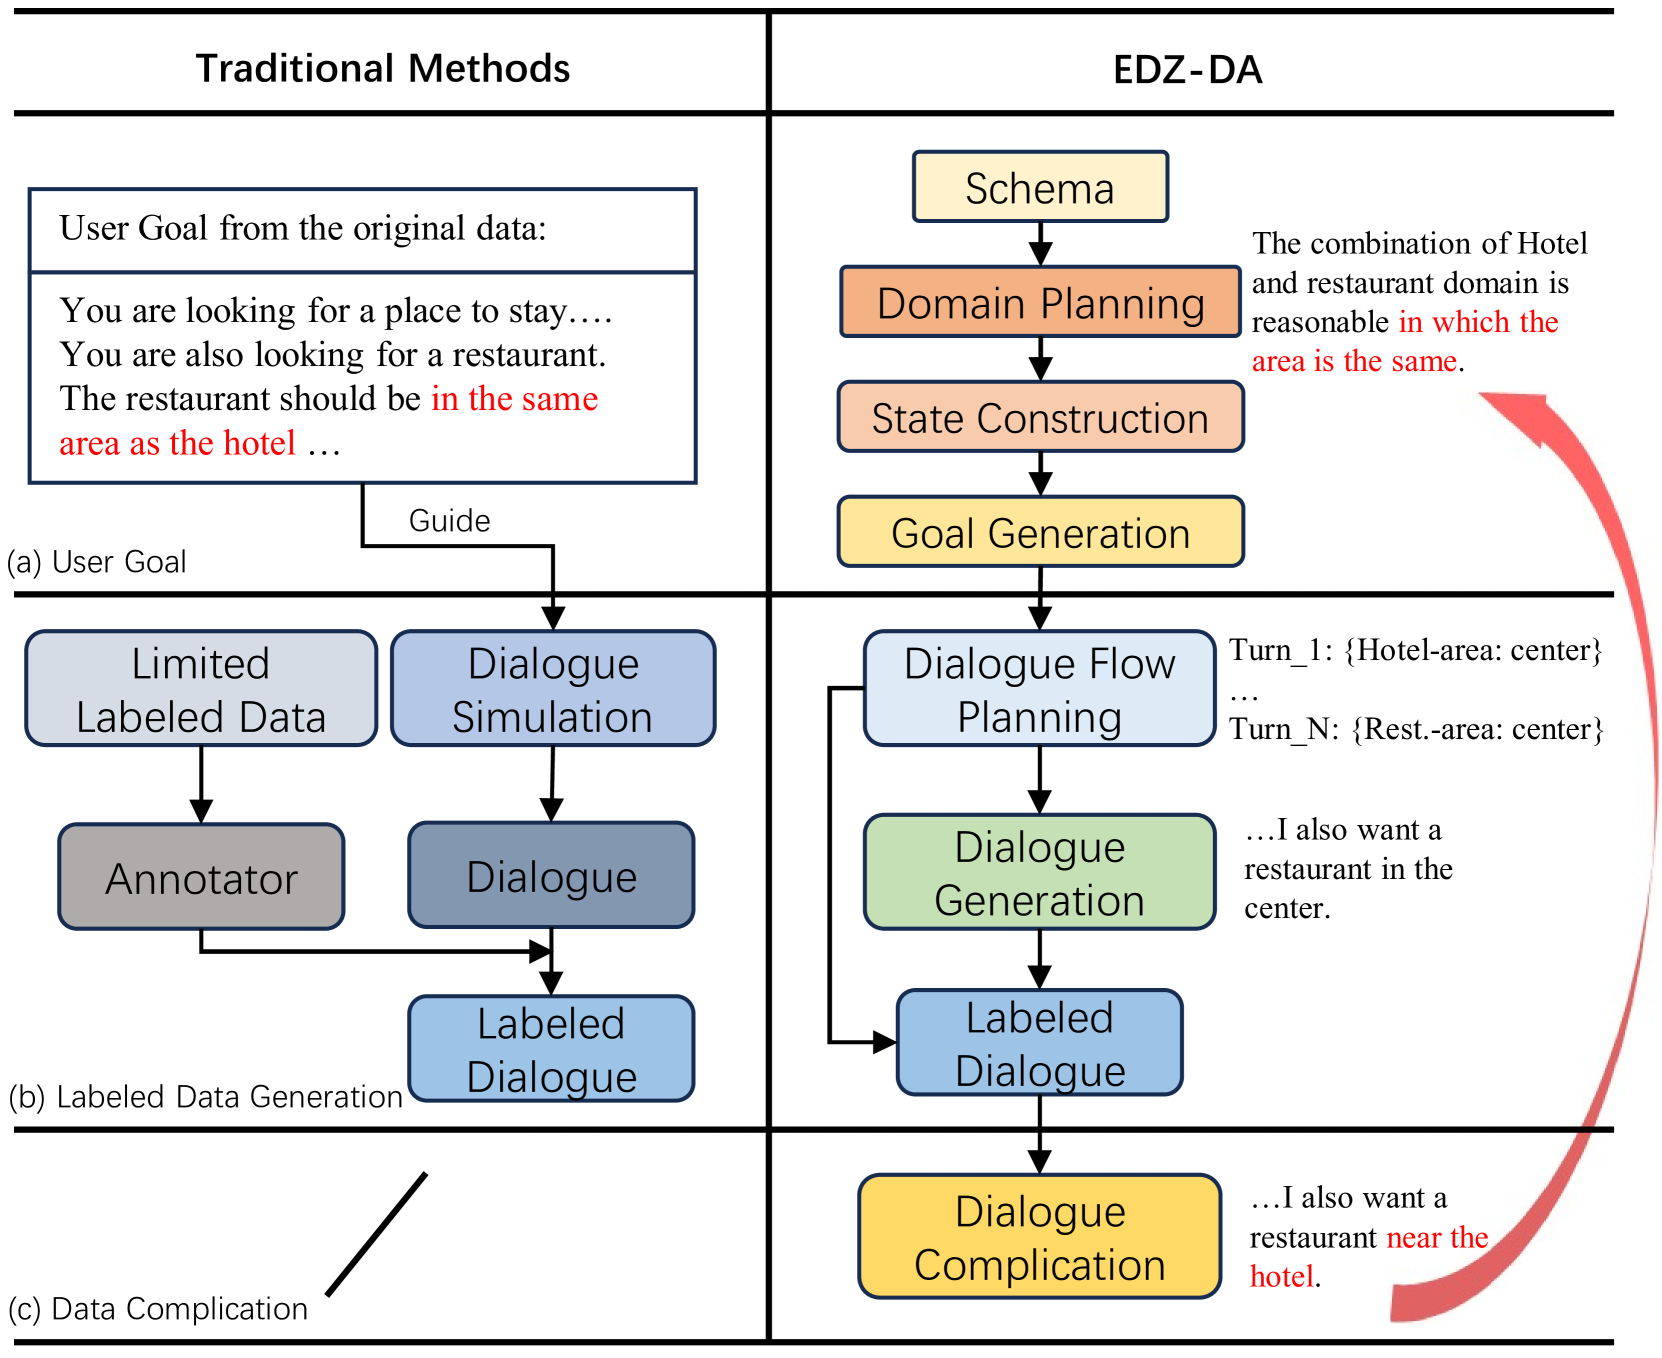 Traditional Methods
EDZ-DA
User Goal from the original data:
You are looking for a place to stay….
You are also looking for a restaurant.
The restaurant should be in the same
area as the hotel …
Guide
(a) User Goal
Schema
Domain Planning
State Construction
Goal Generation
The combination of Hotel
and restaurant domain is
reasonable in which the
area is the same.
Limited
Labeled Data
Dialogue
Simulation
Annotator
Dialogue
Labeled
Dialogue
(b) Labeled Data Generation
Dialogue Flow
Planning
Turn_1: {Hotel-area: center}
…
Turn_N: {Rest.-area: center}
Dialogue
Generation
…I also want a
restaurant in the
center.
Labeled
Dialogue
(c) Data Complication
Dialogue
Complication
…I also want a
restaurant near the
hotel.